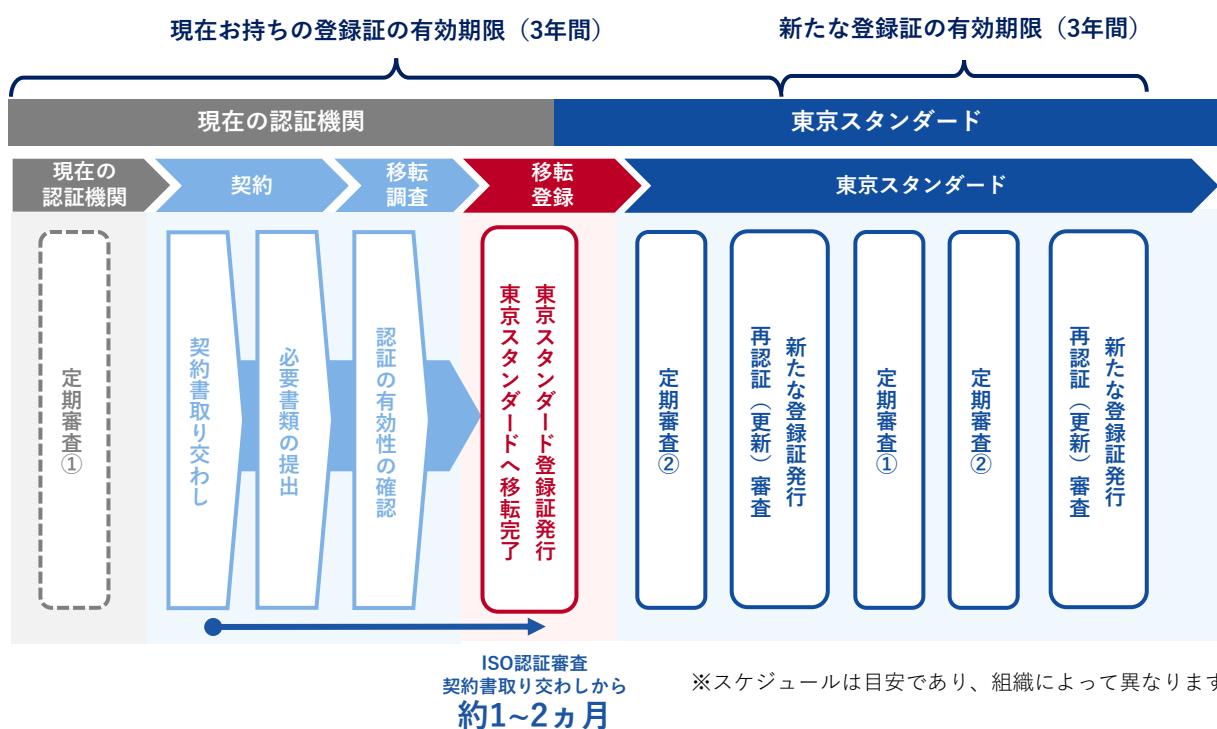 現在お持ちの登録証の有効期限（3年間）
新たな登録証の有効期限（3年間）
現在の認証機関
東京スタンダード
現在の
認証機関
契約
移転
調査
移転
登録
東京スタンダード
定期審査①
契約書取り交わし
必要書類の提出
認証の有効性の確認
東京スタンダード登録証発行
東京スタンダードへ移転完了
定期審査②
新たな登録証発行
再認証（更新）審査
定期審査①
定期審査②
新たな登録証発行
再認証（更新）審査
ISO認証審査
契約書取り交わしから
約1~2ヵ月
※スケジュールは目安であり、組織によって異なります